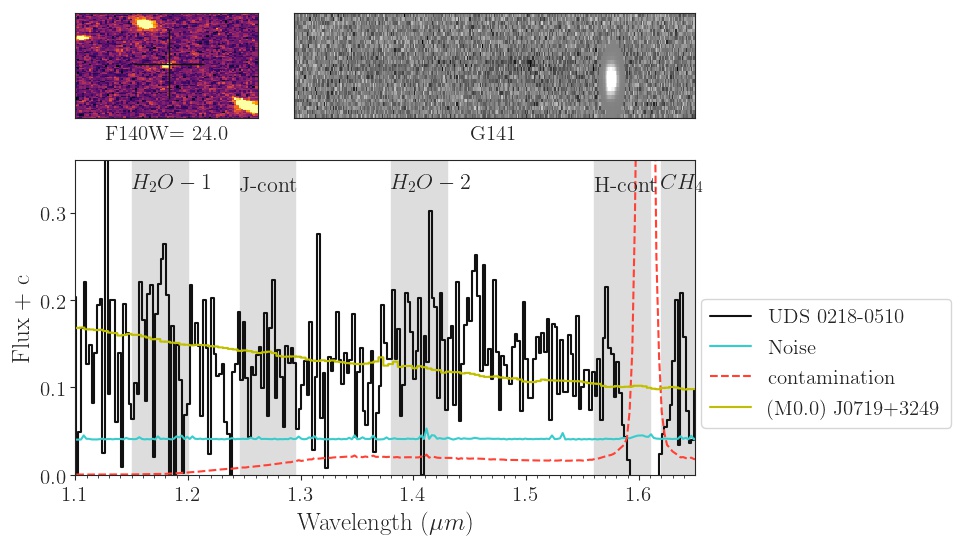 F140W= 24.0
G141
H₂O − 1
J-cont
H₂O − 2
H-cont
CH₄
0.3
0.2
0.1
0.0
Flux + c
1.1
1.2
1.3
1.4
1.5
1.6
Wavelength (μm)
UDS 0218-0510
Noise
contamination
(M0.0) J0719+3249